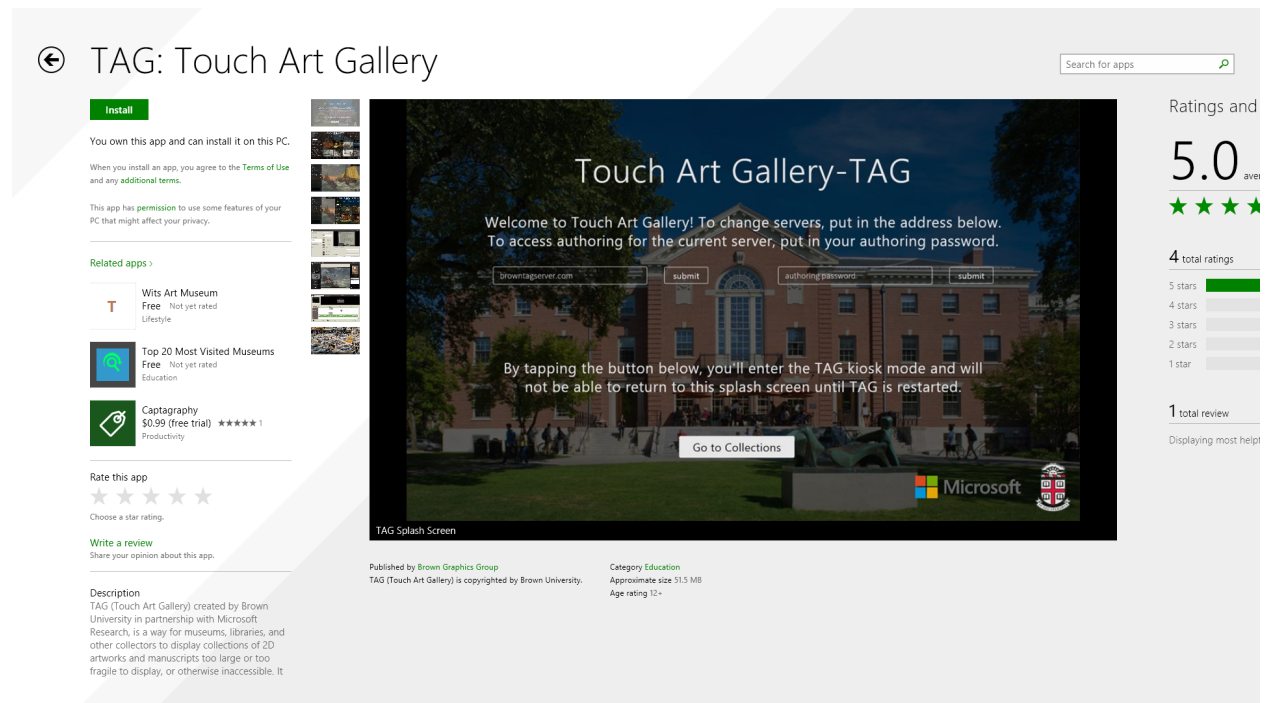 TAG: Touch Art Gallery
Search for apps
Install
You own this app and can install it on this PC.
When you install an app, you agree to the Terms of Use
and any additional terms.
This app has permission to use some features of your
PC that might affect your privacy.
Related apps ›
T
Wits Art Museum
Free Not yet rated
Lifestyle
Top 20 Most Visited Museums
Free Not yet rated
Education
Captagraphy
$0.99 (free trial) ★★★★★ 1
Productivity
Rate this app
Choose a star rating.
Write a review
Share your opinion about this app.
Description
TAG (Touch Art Gallery) created by Brown
University in partnership with Microsoft
Research, is a way for museums, libraries, and
other collectors to display collections of 2D
artworks and manuscripts too large or too
fragile to display, or otherwise inaccessible. It
Touch Art Gallery-TAG
Welcome to Touch Art Gallery! To change servers, put in the address below.
To access authoring for the current server, put in your authoring password.
browntagserver.com submit authoring password submit
By tapping the button below, you'll enter the TAG kiosk mode and will
not be able to return to this splash screen until TAG is restarted.
Go to Collections
Microsoft
TAG Splash Screen
Published by Brown Graphics Group
TAG (Touch Art Gallery) is copyrighted by Brown University.
Category Education
Approximate size 51.5 MB
Age rating 12+
Ratings and
5.0 aver
4 total ratings
5 stars
4 stars
3 stars
2 stars
1 star
1 total review
Displaying most helpf